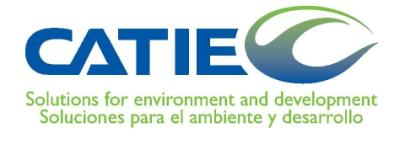 CATIE
Solutions for environment and development
Soluciones para el ambiente y desarrollo